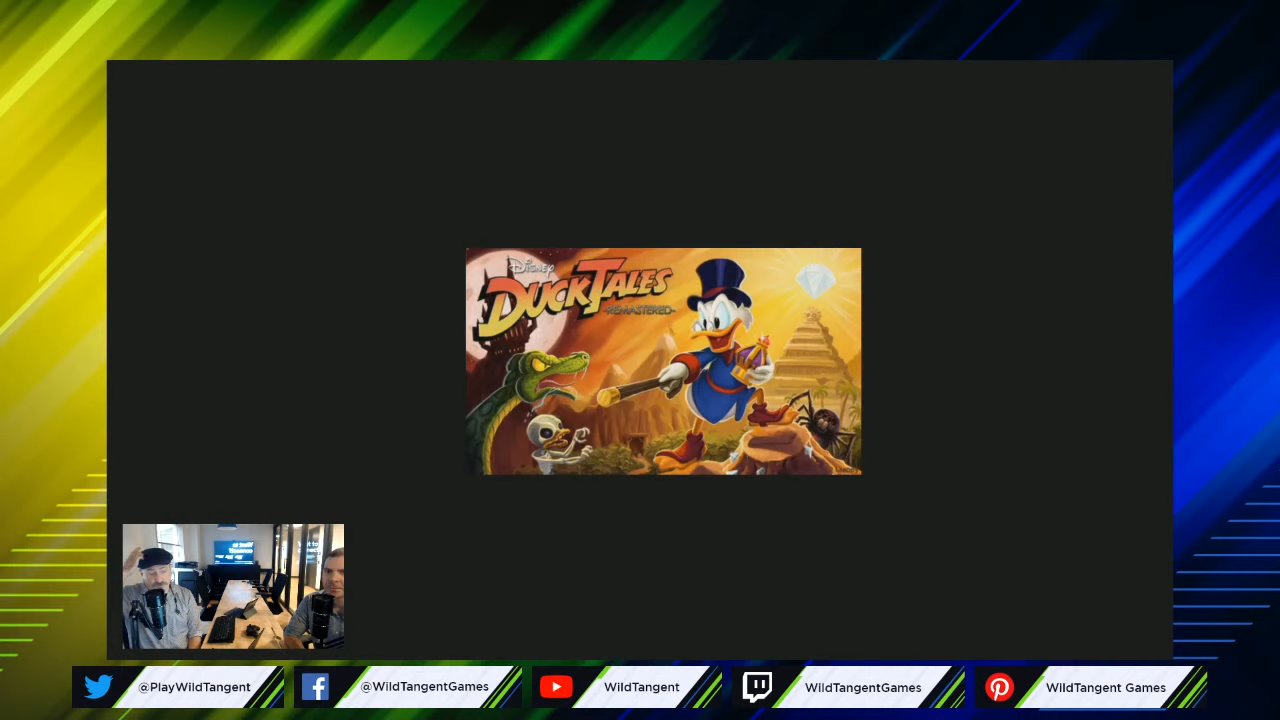 Disney
DUCKTALES
-REMASTERED-
@PlayWildTangent
@WildTangentGames
WildTangent
WildTangentGames
WildTangent Games